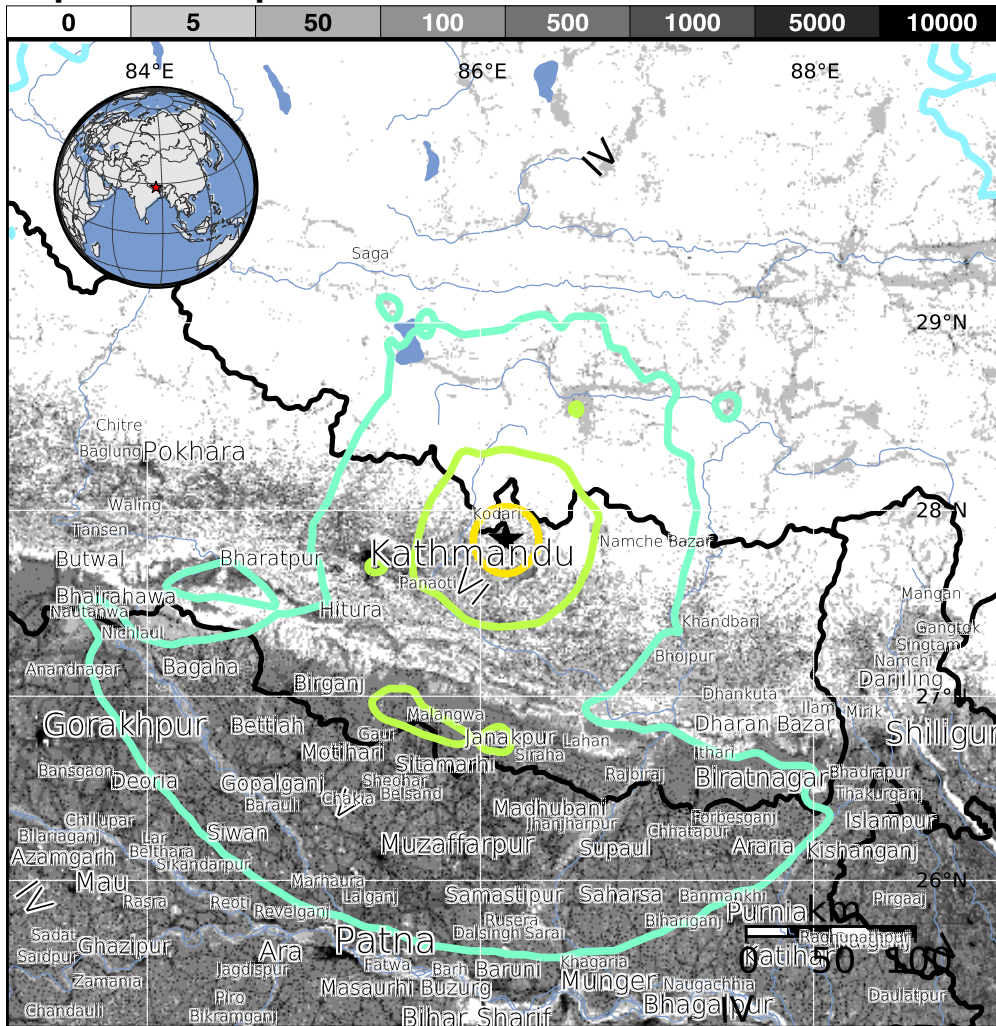 0 5 50 100 500 1000 5000 10000
84°E 86°E 88°E
IV
Saga
29°N
Chitre
Baglung Pokhara
Waling
Kodari
28°N
Tansen
Namche Bazar
Butwal Bharatpur Kathmandu
Panaoti
VI
Bhairahawa
Mangan
Nautanwa
Hitura
Khandbari
Gangtok
Nichlaul
Singtam
Bhojpur
Namchi
Anandnagar Bagaha
Darjiling
Birganj
Dhankuta
27°N
Malangwa
Ilam Mirik
Gorakhpur Bettiah
Dharan Bazar Shiligur
Gaur
Janakpur
Lahan
Motihari
Siraha
Ithari
Sitamarhi
Bansgaon
Rajbiraj
Bhadrapur
Deoria Gopalganj
Sheohar
Biratnagar
Belsand
Thakurganj
Barauli
Chakia
V
Madhubani
Forbesganj
Chillupar
Jhanjharpur
Islampur
Bilariaganj Lar
Siwan
Chhatapur
Belthara
Muzaffarpur
Supaul
Araria
Kishanganj
Azamgarh
Sikandarpur
Mau
Marhaura
26°N
IV
Rasra
Reoti
Lalganj
Samastipur
Saharsa
Banmankhi
Pirgaaj
Revelganj
Purnia
km
Rusera
Bihariganj
Sadat
Dalsingh Sarai
Ghazipur
Patna
Saidpur
Ara
Khagaria
Katihar
0 50 100
Jagdispur
Fatwa
Barh Baruni
Zamania
Munger
Naugachhia
Piro
Masaurhi Buzurg
Daulatpur
Chandauli
Bikramganj
Bihar Sharif
Bhagalpur
IV